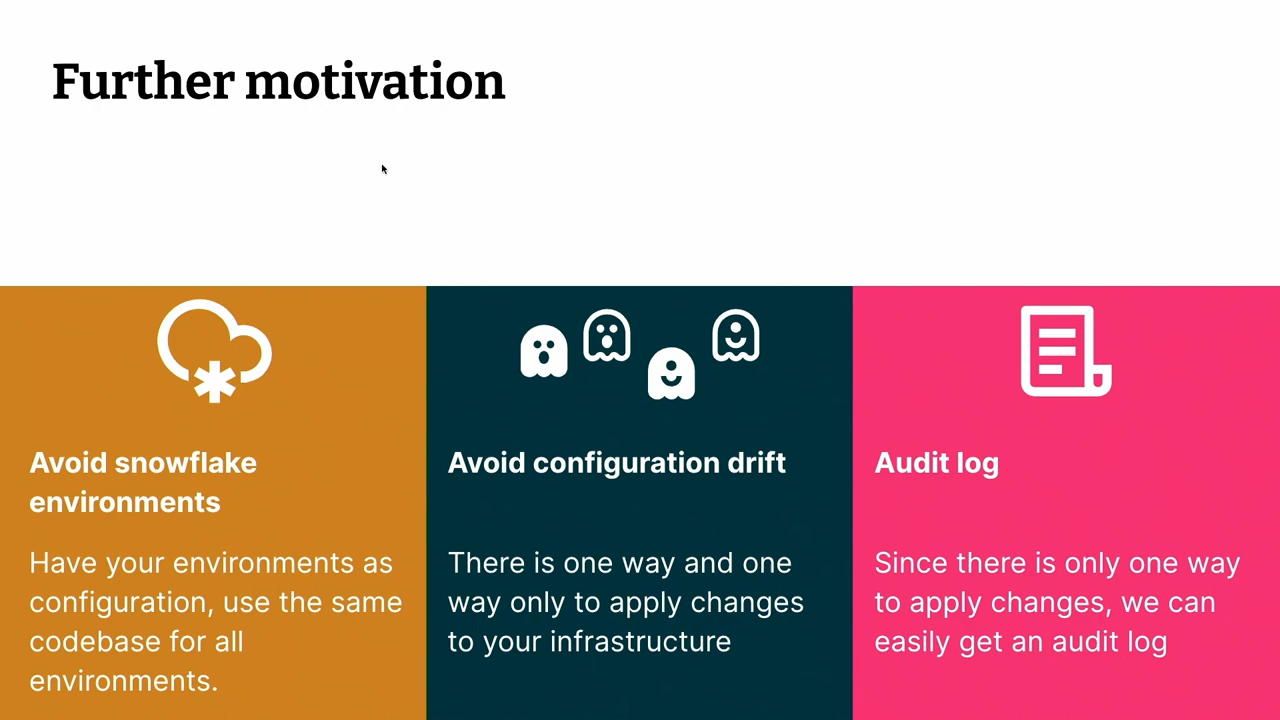 Further motivation
Avoid snowflake
environments
Have your environments as
configuration, use the same
codebase for all
environments.
Avoid configuration drift
There is one way and one
way only to apply changes
to your infrastructure
Audit log
Since there is only one way
to apply changes, we can
easily get an audit log